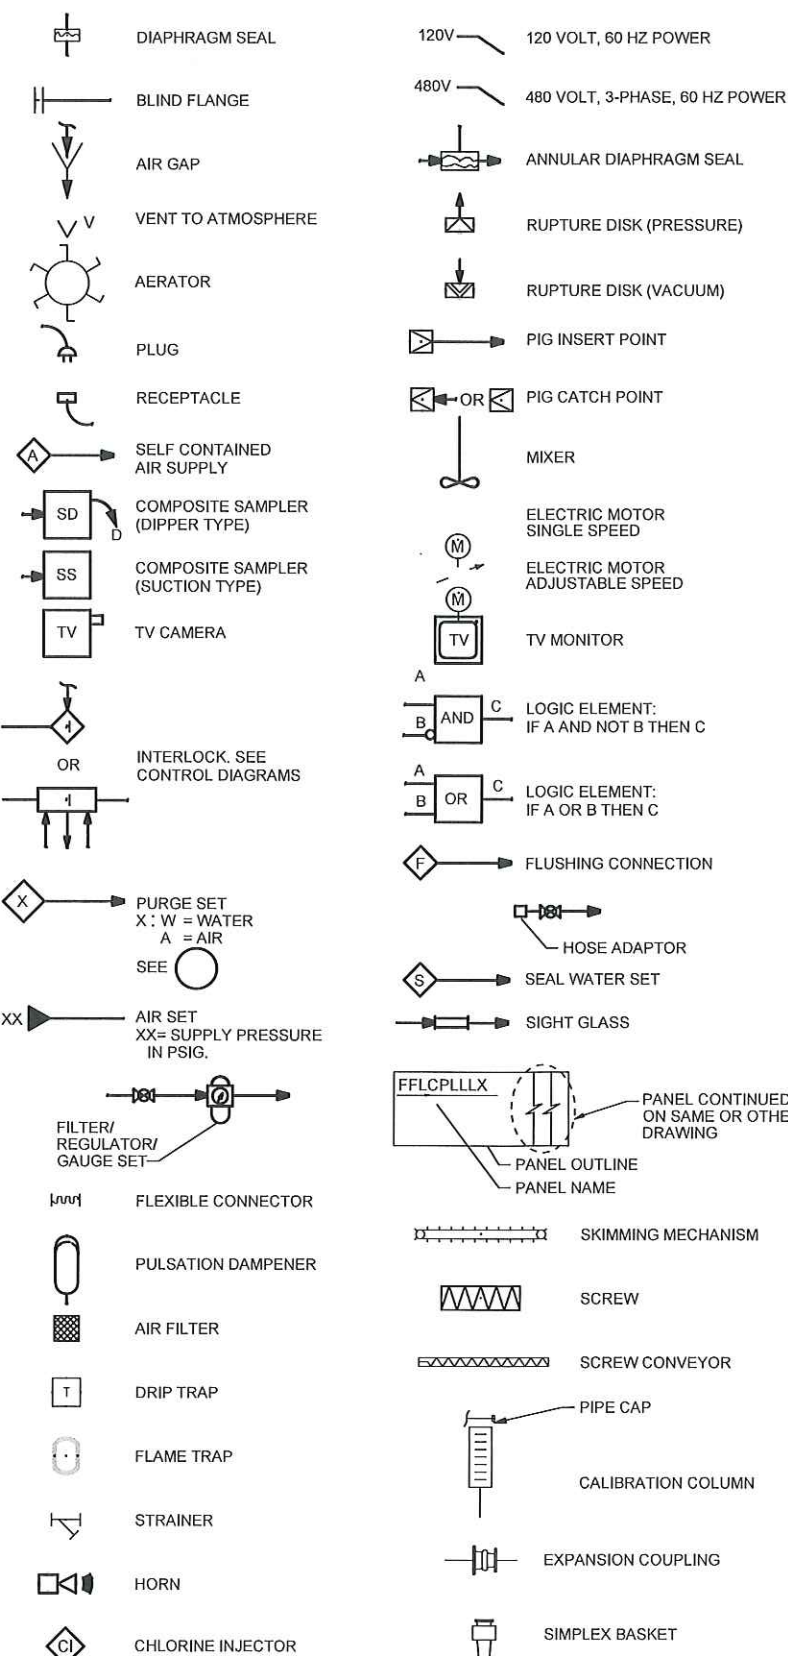 DIAPHRAGM SEAL
BLIND FLANGE
AIR GAP
V
VENT TO ATMOSPHERE
AERATOR
PLUG
RECEPTACLE
A
SELF CONTAINED
AIR SUPPLY
SD
D
COMPOSITE SAMPLER
(DIPPER TYPE)
SS
COMPOSITE SAMPLER
(SUCTION TYPE)
TV
TV CAMERA
I
OR
I
INTERLOCK. SEE
CONTROL DIAGRAMS
X
PURGE SET
X : W = WATER
A = AIR
SEE
XX
AIR SET
XX= SUPPLY PRESSURE
IN PSIG.
FILTER/
REGULATOR/
GAUGE SET
FLEXIBLE CONNECTOR
PULSATION DAMPENER
AIR FILTER
T
DRIP TRAP
FLAME TRAP
STRAINER
HORN
Cl
CHLORINE INJECTOR
120V
120 VOLT, 60 HZ POWER
480V
480 VOLT, 3-PHASE, 60 HZ POWER
ANNULAR DIAPHRAGM SEAL
RUPTURE DISK (PRESSURE)
RUPTURE DISK (VACUUM)
PIG INSERT POINT
OR
PIG CATCH POINT
MIXER
ELECTRIC MOTOR
SINGLE SPEED
M
ELECTRIC MOTOR
ADJUSTABLE SPEED
M
TV
TV MONITOR
A
B
AND
C
LOGIC ELEMENT:
IF A AND NOT B THEN C
A
B
OR
C
LOGIC ELEMENT:
IF A OR B THEN C
F
FLUSHING CONNECTION
HOSE ADAPTOR
S
SEAL WATER SET
SIGHT GLASS
FFLCPLLLX
PANEL CONTINUED
ON SAME OR OTHE
DRAWING
PANEL OUTLINE
PANEL NAME
SKIMMING MECHANISM
SCREW
SCREW CONVEYOR
PIPE CAP
CALIBRATION COLUMN
EXPANSION COUPLING
SIMPLEX BASKET